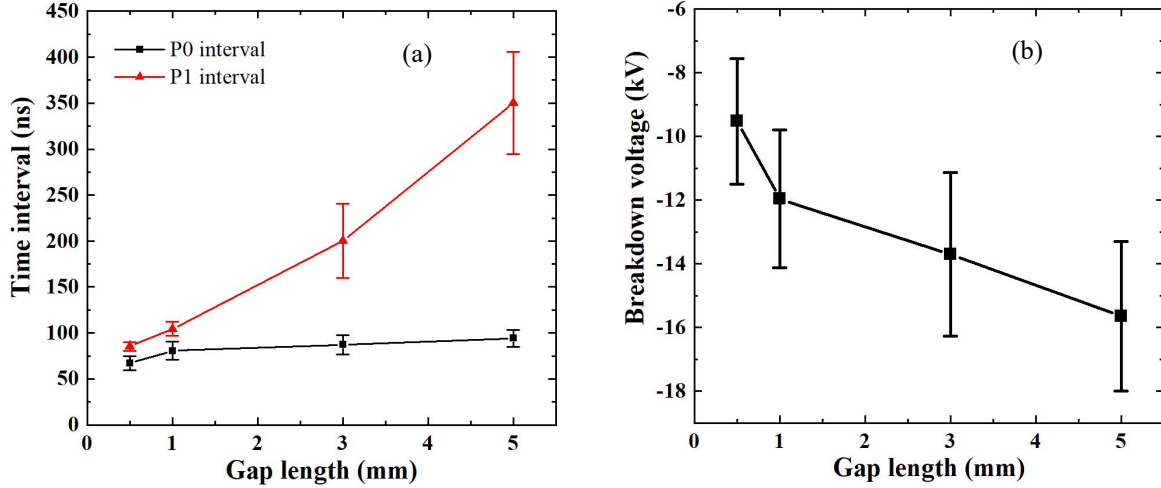 450
400
350
300
250
200
150
100
50
0
Time interval (ns)
P0 interval
P1 interval
(a)
0 1 2 3 4 5
Gap length (mm)
-6
-8
-10
-12
-14
-16
-18
Breakdown voltage (kV)
(b)
0 1 2 3 4 5
Gap length (mm)